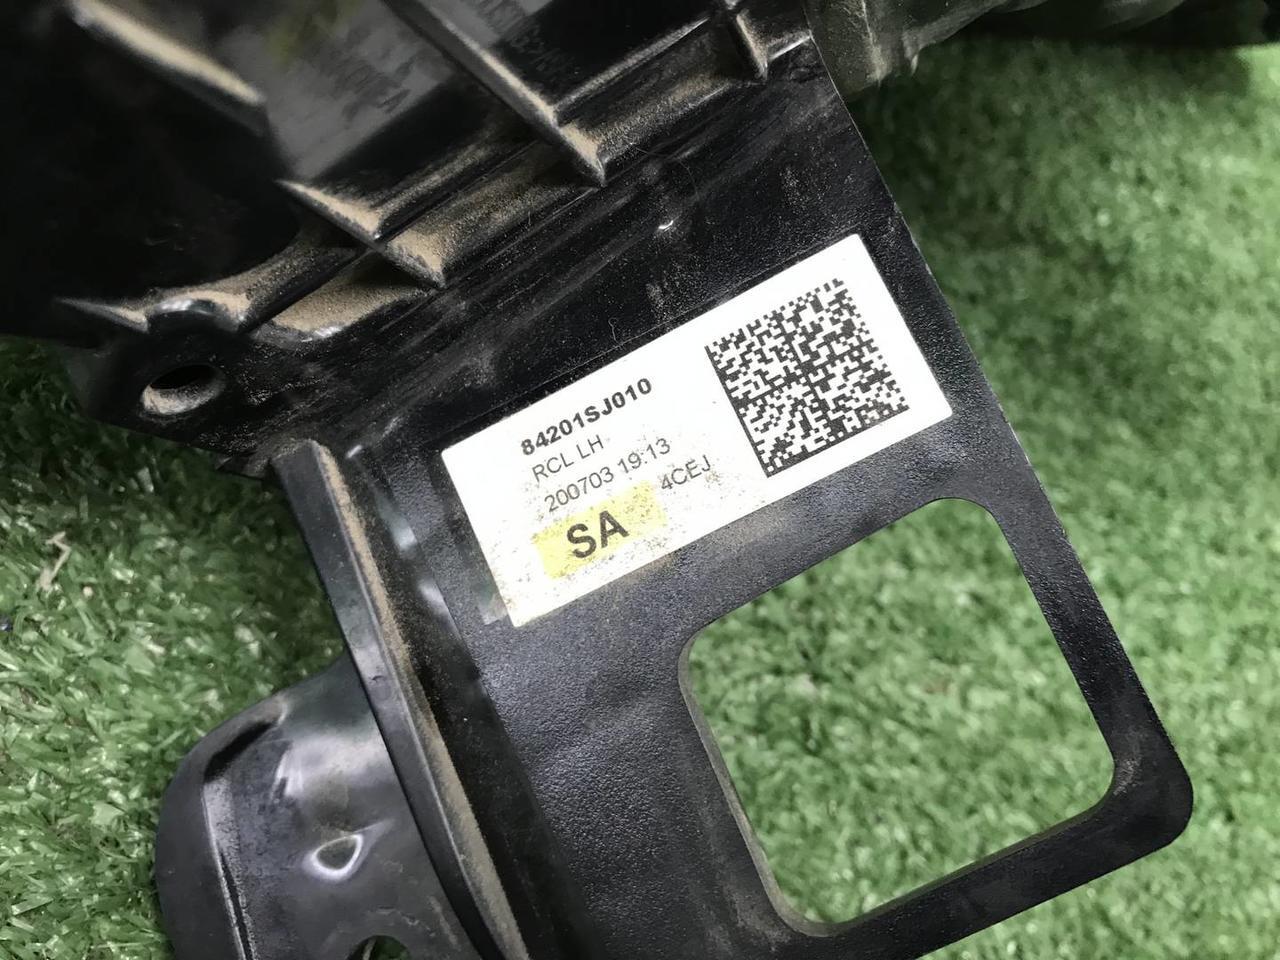 84201SJ010
RCL LH
200703 19:13
4CEJ
SA